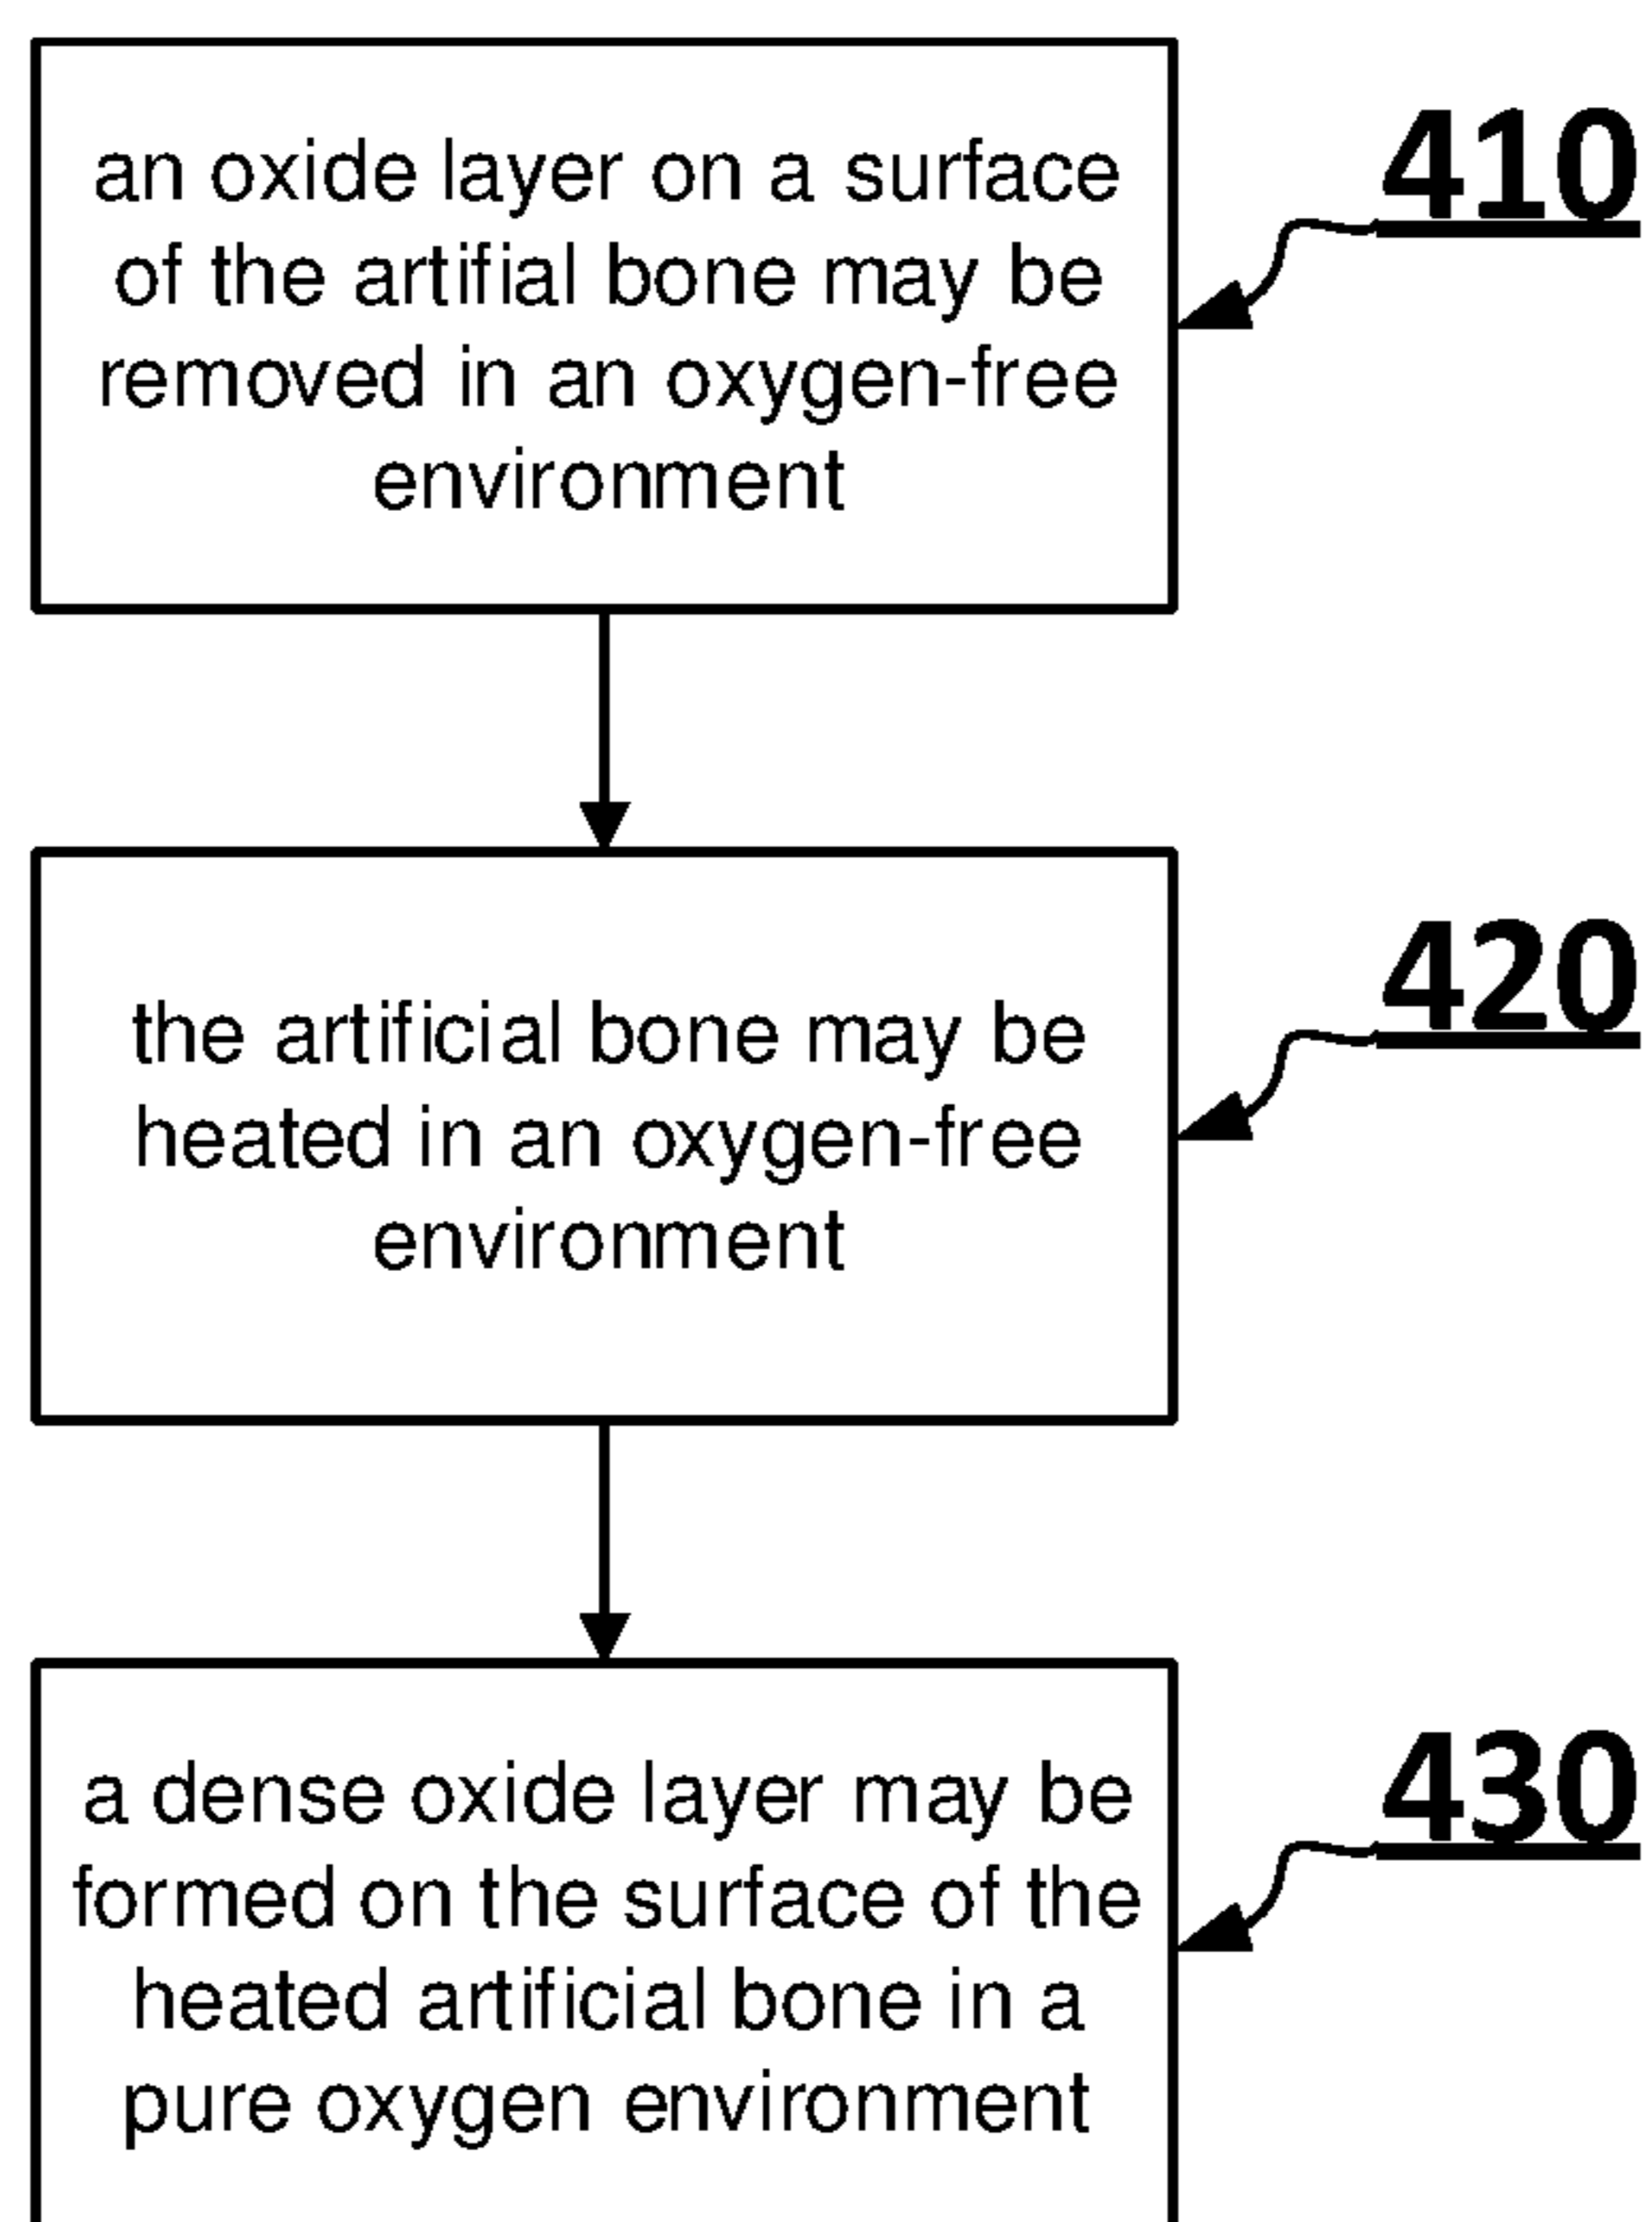 an oxide layer on a surface
of the artifial bone may be
removed in an oxygen-free
environment
410
the artificial bone may be
heated in an oxygen-free
environment
420
a dense oxide layer may be
formed on the surface of the
heated artificial bone in a
pure oxygen environment
430